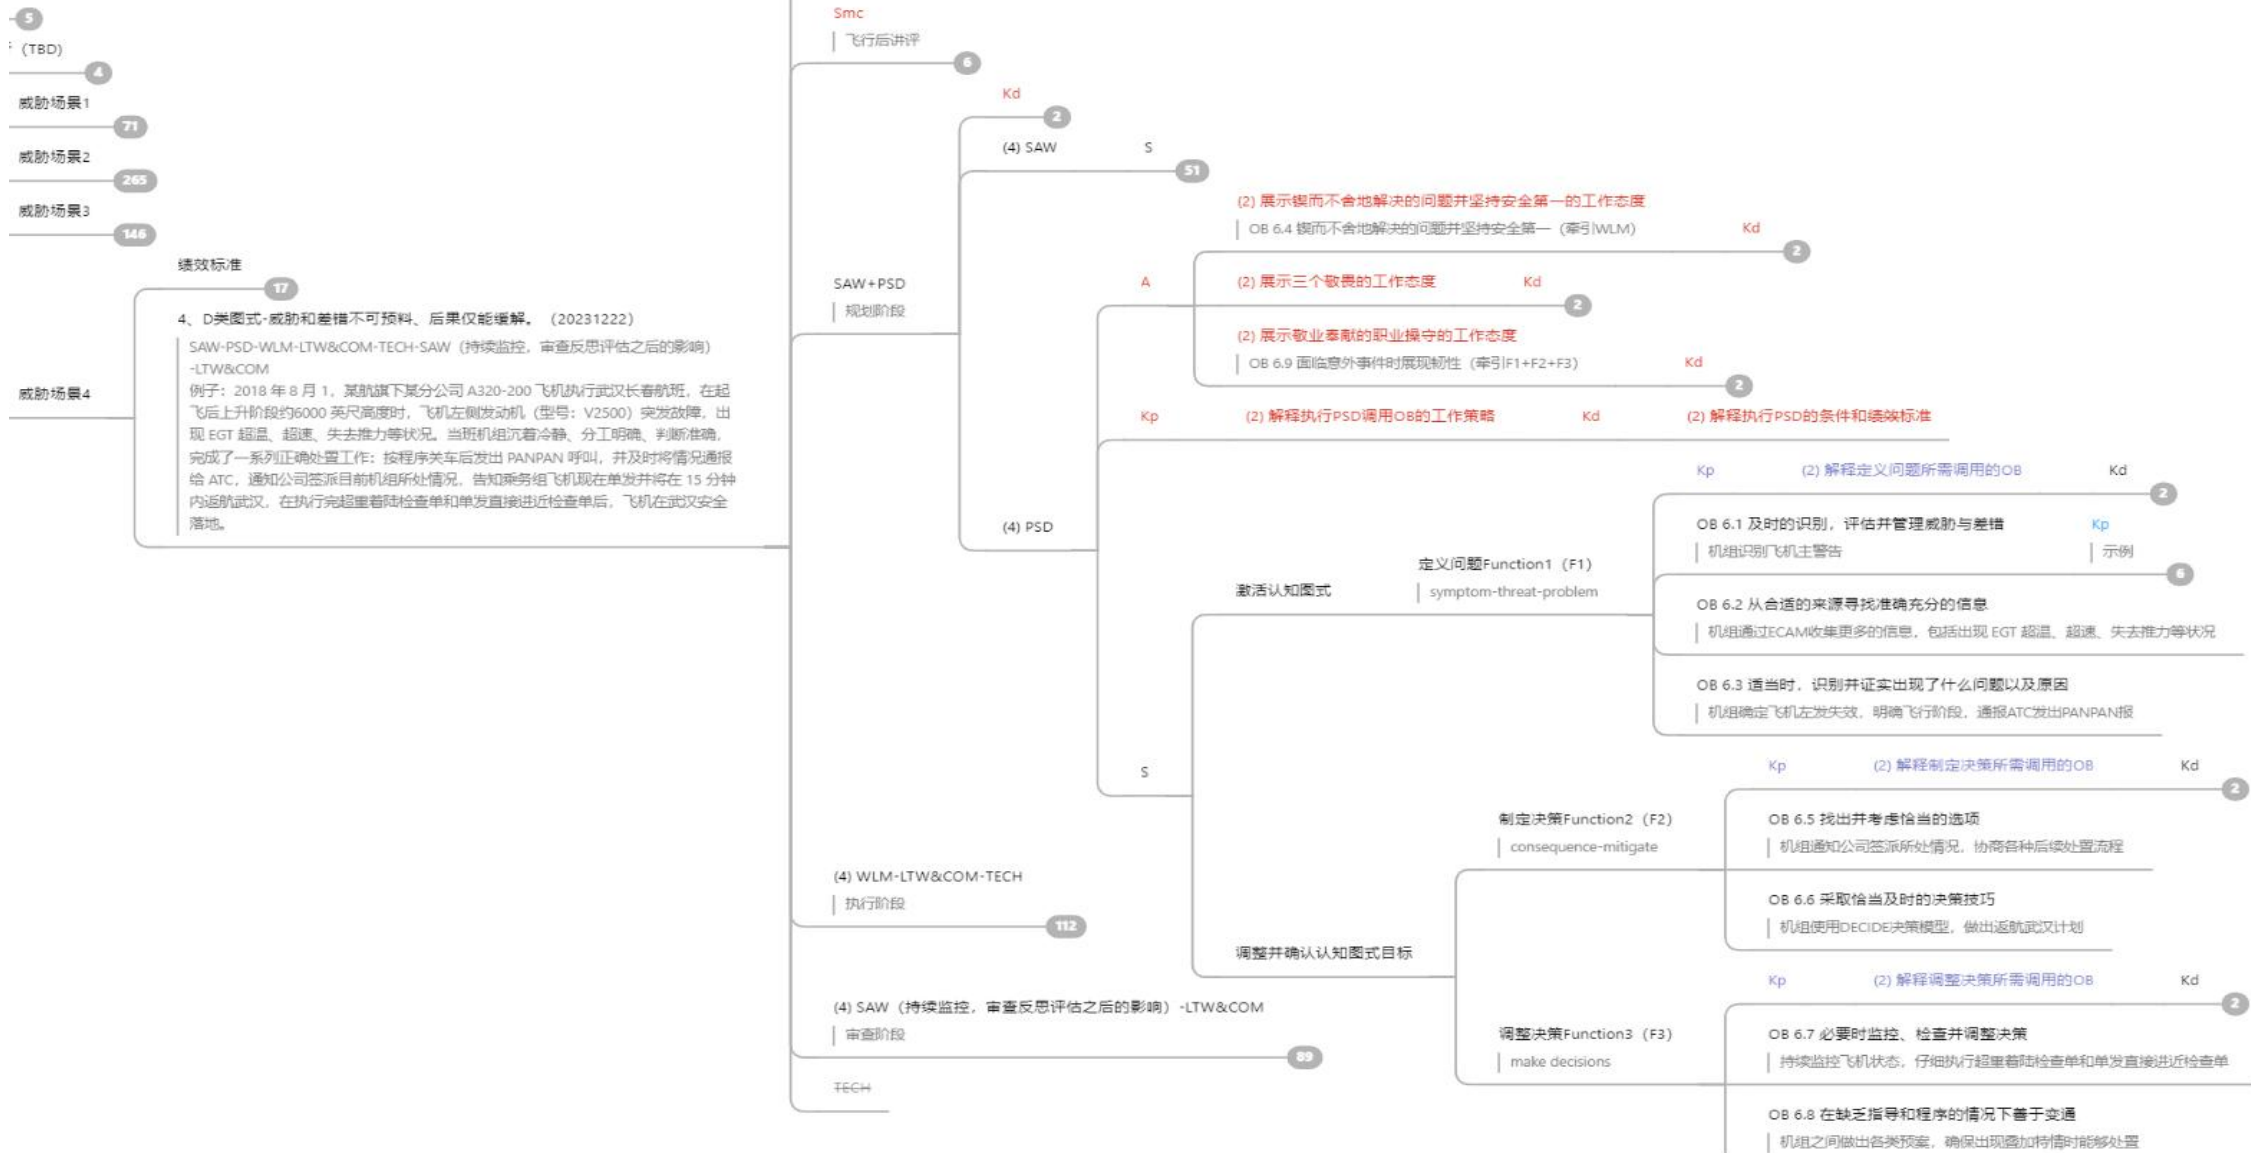 5
（TBD)
4
威胁场景1
71
威胁场景2
265
威胁场景3
146
威胁场景4
绩效标准
17
4、D类图式-威胁和差错不可预料、后果仅能缓解。（20231222）
SAW-PSD-WLM-LTW&COM-TECH-SAW（持续监控，审查反思评估之后的影响）
-LTW&COM
例子：2018 年 8 月 1，某航旗下某分公司 A320-200 飞机执行武汉长春航班，在起
飞后上升阶段约6000 英尺高度时，飞机左侧发动机（型号：V2500）突发故障，出
现 EGT 超温、超速、失去推力等状况。当班机组沉着冷静、分工明确、判断准确，
完成了一系列正确处置工作：按程序关车后发出 PANPAN 呼叫，并及时将情况通报
给 ATC，通知公司签派目前机组所处情况，告知乘务组飞机现在单发并将在 15 分钟
内返航武汉，在执行完超重着陆检查单和单发直接进近检查单后，飞机在武汉安全
落地。
Smc
飞行后讲评
6
SAW+PSD
规划阶段
Kd
2
(4) SAW S
51
(4) PSD
A
(2) 展示锲而不舍地解决的问题并坚持安全第一的工作态度
OB 6.4 锲而不舍地解决的问题并坚持安全第一（牵引WLM） Kd
2
(2) 展示三个敬畏的工作态度 Kd
2
(2) 展示敬业奉献的职业操守的工作态度
OB 6.9 面临意外事件时展现韧性（牵引F1+F2+F3） Kd
2
Kp (2) 解释执行PSD调用OB的工作策略 Kd (2) 解释执行PSD的条件和绩效标准
S
激活认知图式
定义问题Function1（F1）
symptom-threat-problem
Kp (2) 解释定义问题所需调用的OB Kd
2
OB 6.1 及时的识别，评估并管理威胁与差错 Kp
机组识别飞机主警告 示例
6
OB 6.2 从合适的来源寻找准确充分的信息
机组通过ECAM收集更多的信息，包括出现 EGT 超温、超速、失去推力等状况
OB 6.3 适当时，识别并证实出现了什么问题以及原因
机组确定飞机左发失效，明确飞行阶段，通报ATC发出PANPAN报
调整并确认认知图式目标
制定决策Function2（F2）
consequence-mitigate
Kp (2) 解释制定决策所需调用的OB Kd
2
OB 6.5 找出并考虑恰当的选项
机组通知公司签派所处情况，协商各种后续处置流程
OB 6.6 采取恰当及时的决策技巧
机组使用DECIDE决策模型，做出返航武汉计划
调整决策Function3（F3）
make decisions
Kp (2) 解释调整决策所需调用的OB Kd
2
OB 6.7 必要时监控、检查并调整决策
持续监控飞机状态，仔细执行超重着陆检查单和单发直接进近检查单
OB 6.8 在缺乏指导和程序的情况下善于变通
机组之间做出各类预案，确保出现叠加特情时能够处置
(4) WLM-LTW&COM-TECH
执行阶段
112
(4) SAW（持续监控，审查反思评估之后的影响）-LTW&COM
审查阶段
89
TECH